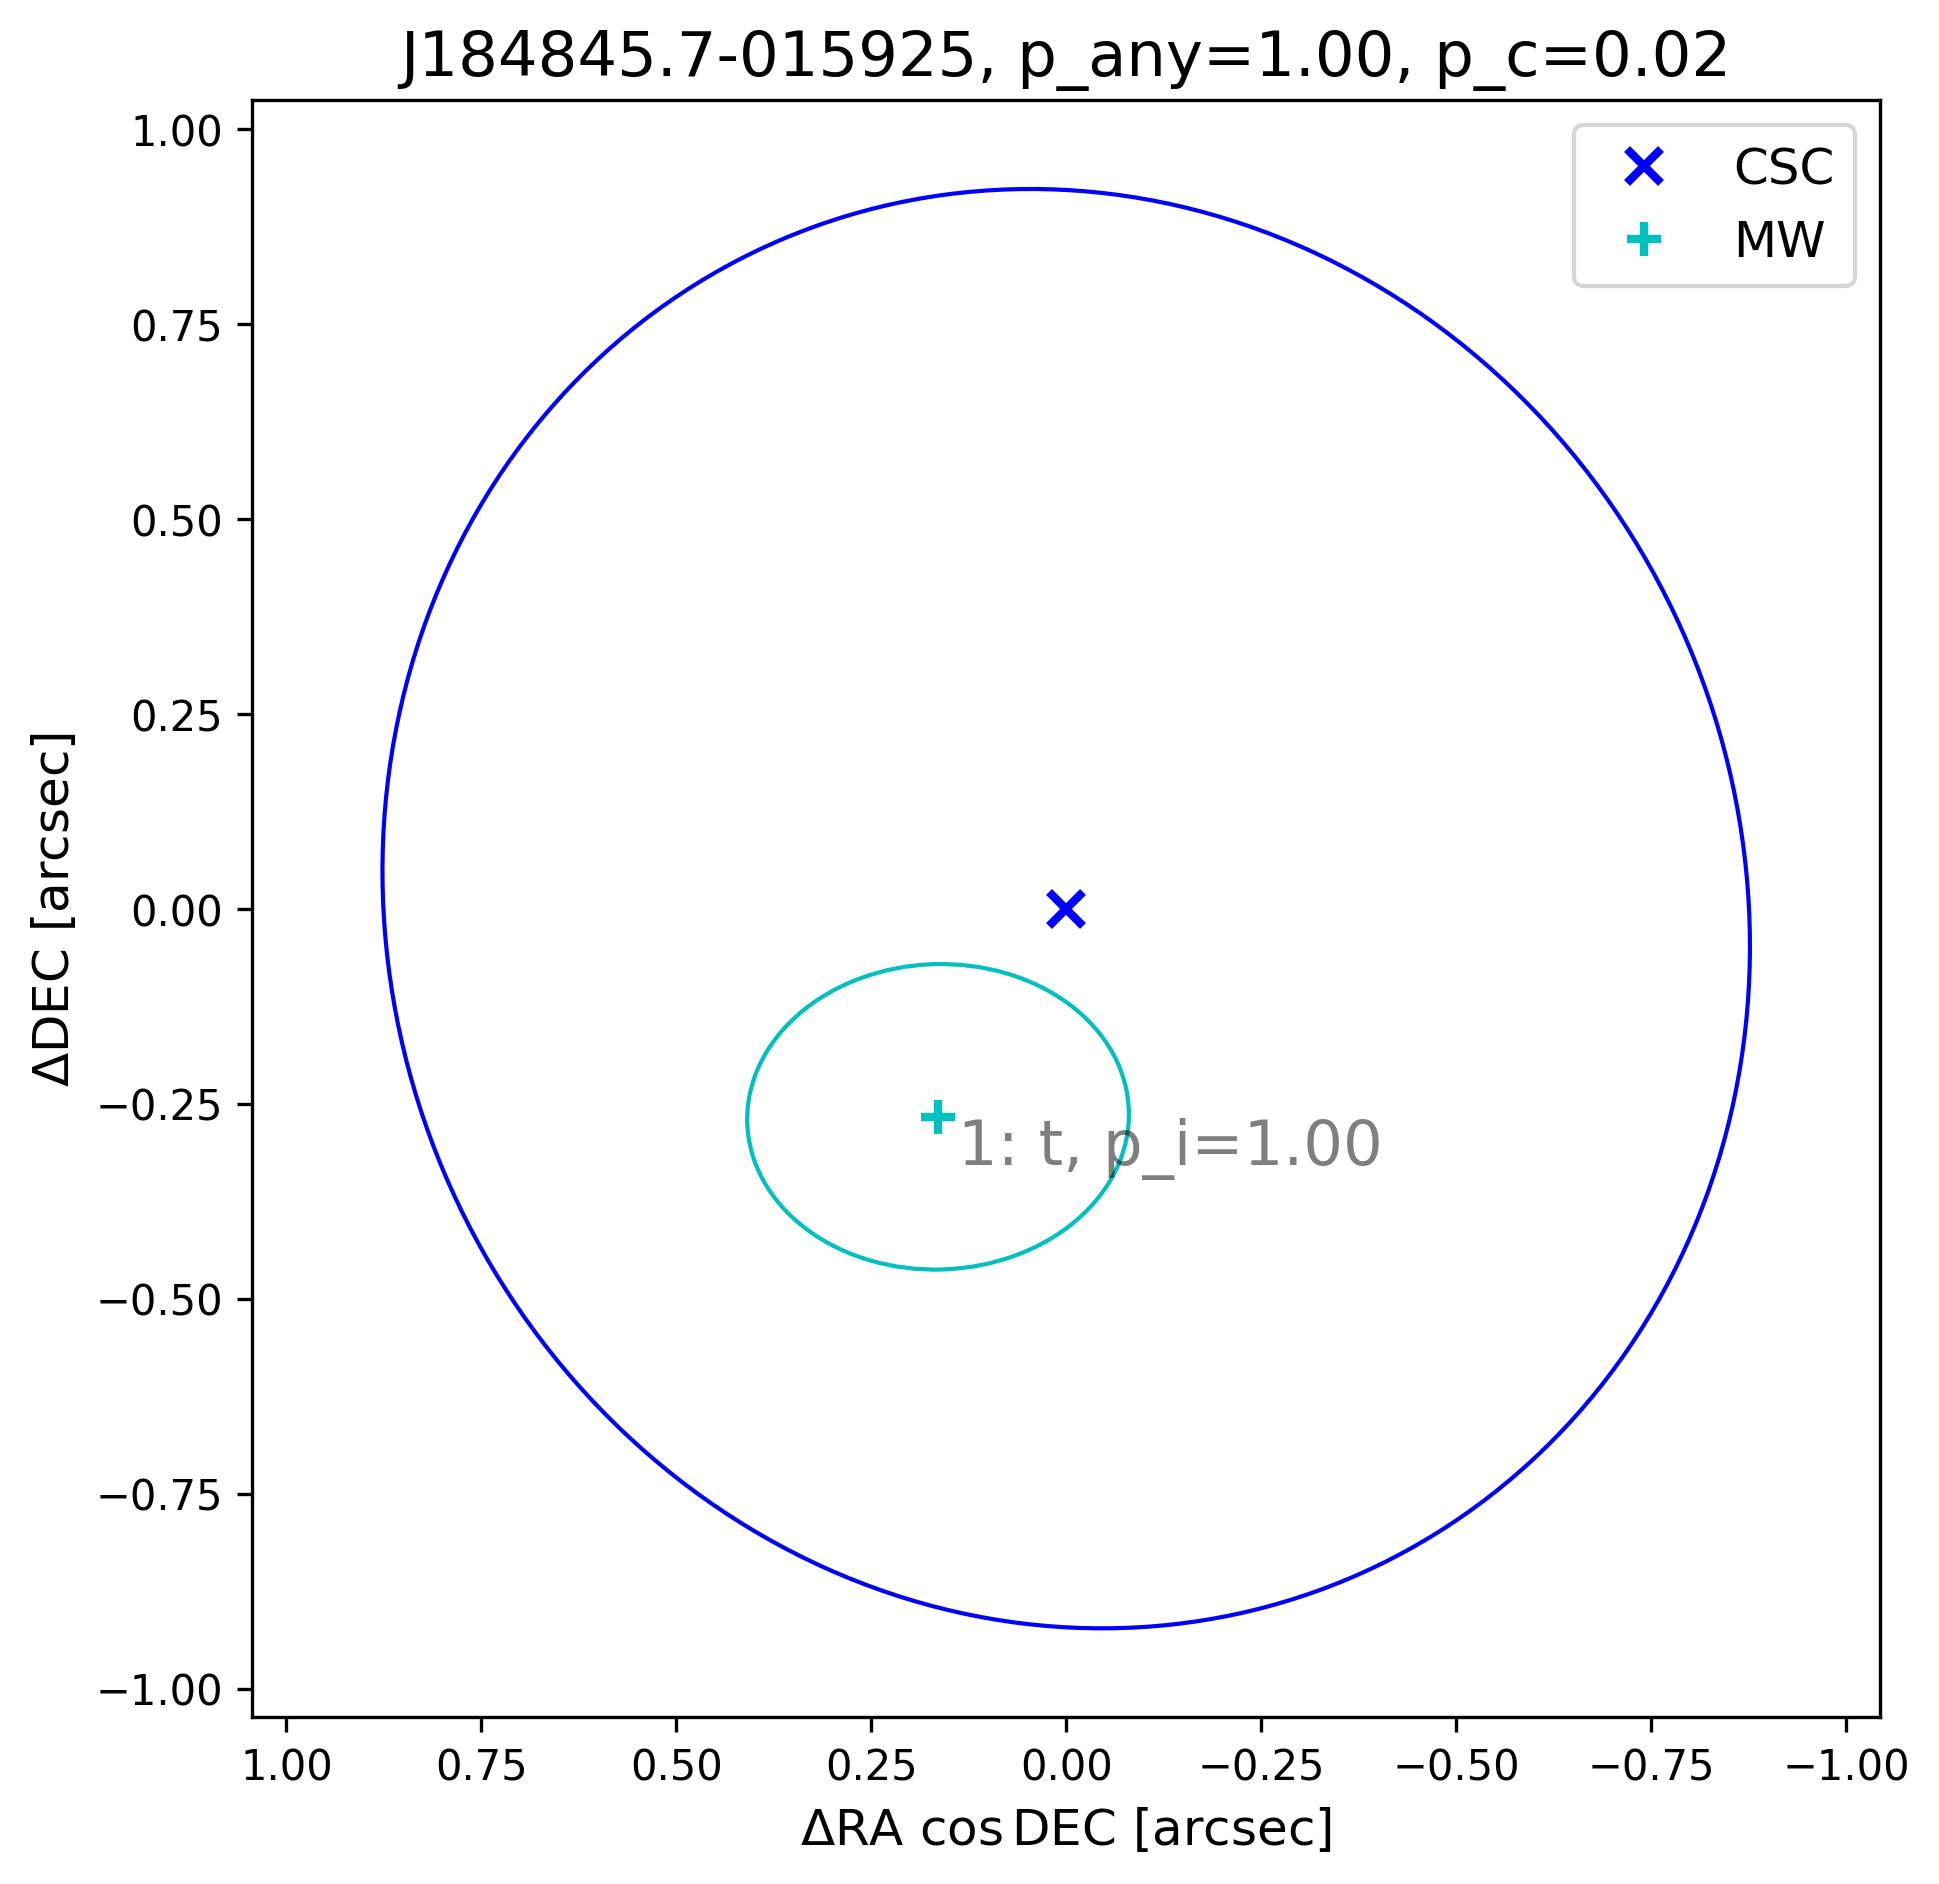 J184845.7-015925, p_any=1.00, p_c=0.02
CSC
MW
1.00
0.75
0.50
0.25
0.00
−0.25
−0.50
−0.75
−1.00
ΔDEC [arcsec]
1: t, p_i=1.00
1.00 0.75 0.50 0.25 0.00 −0.25 −0.50 −0.75 −1.00
ΔRA cos DEC [arcsec]